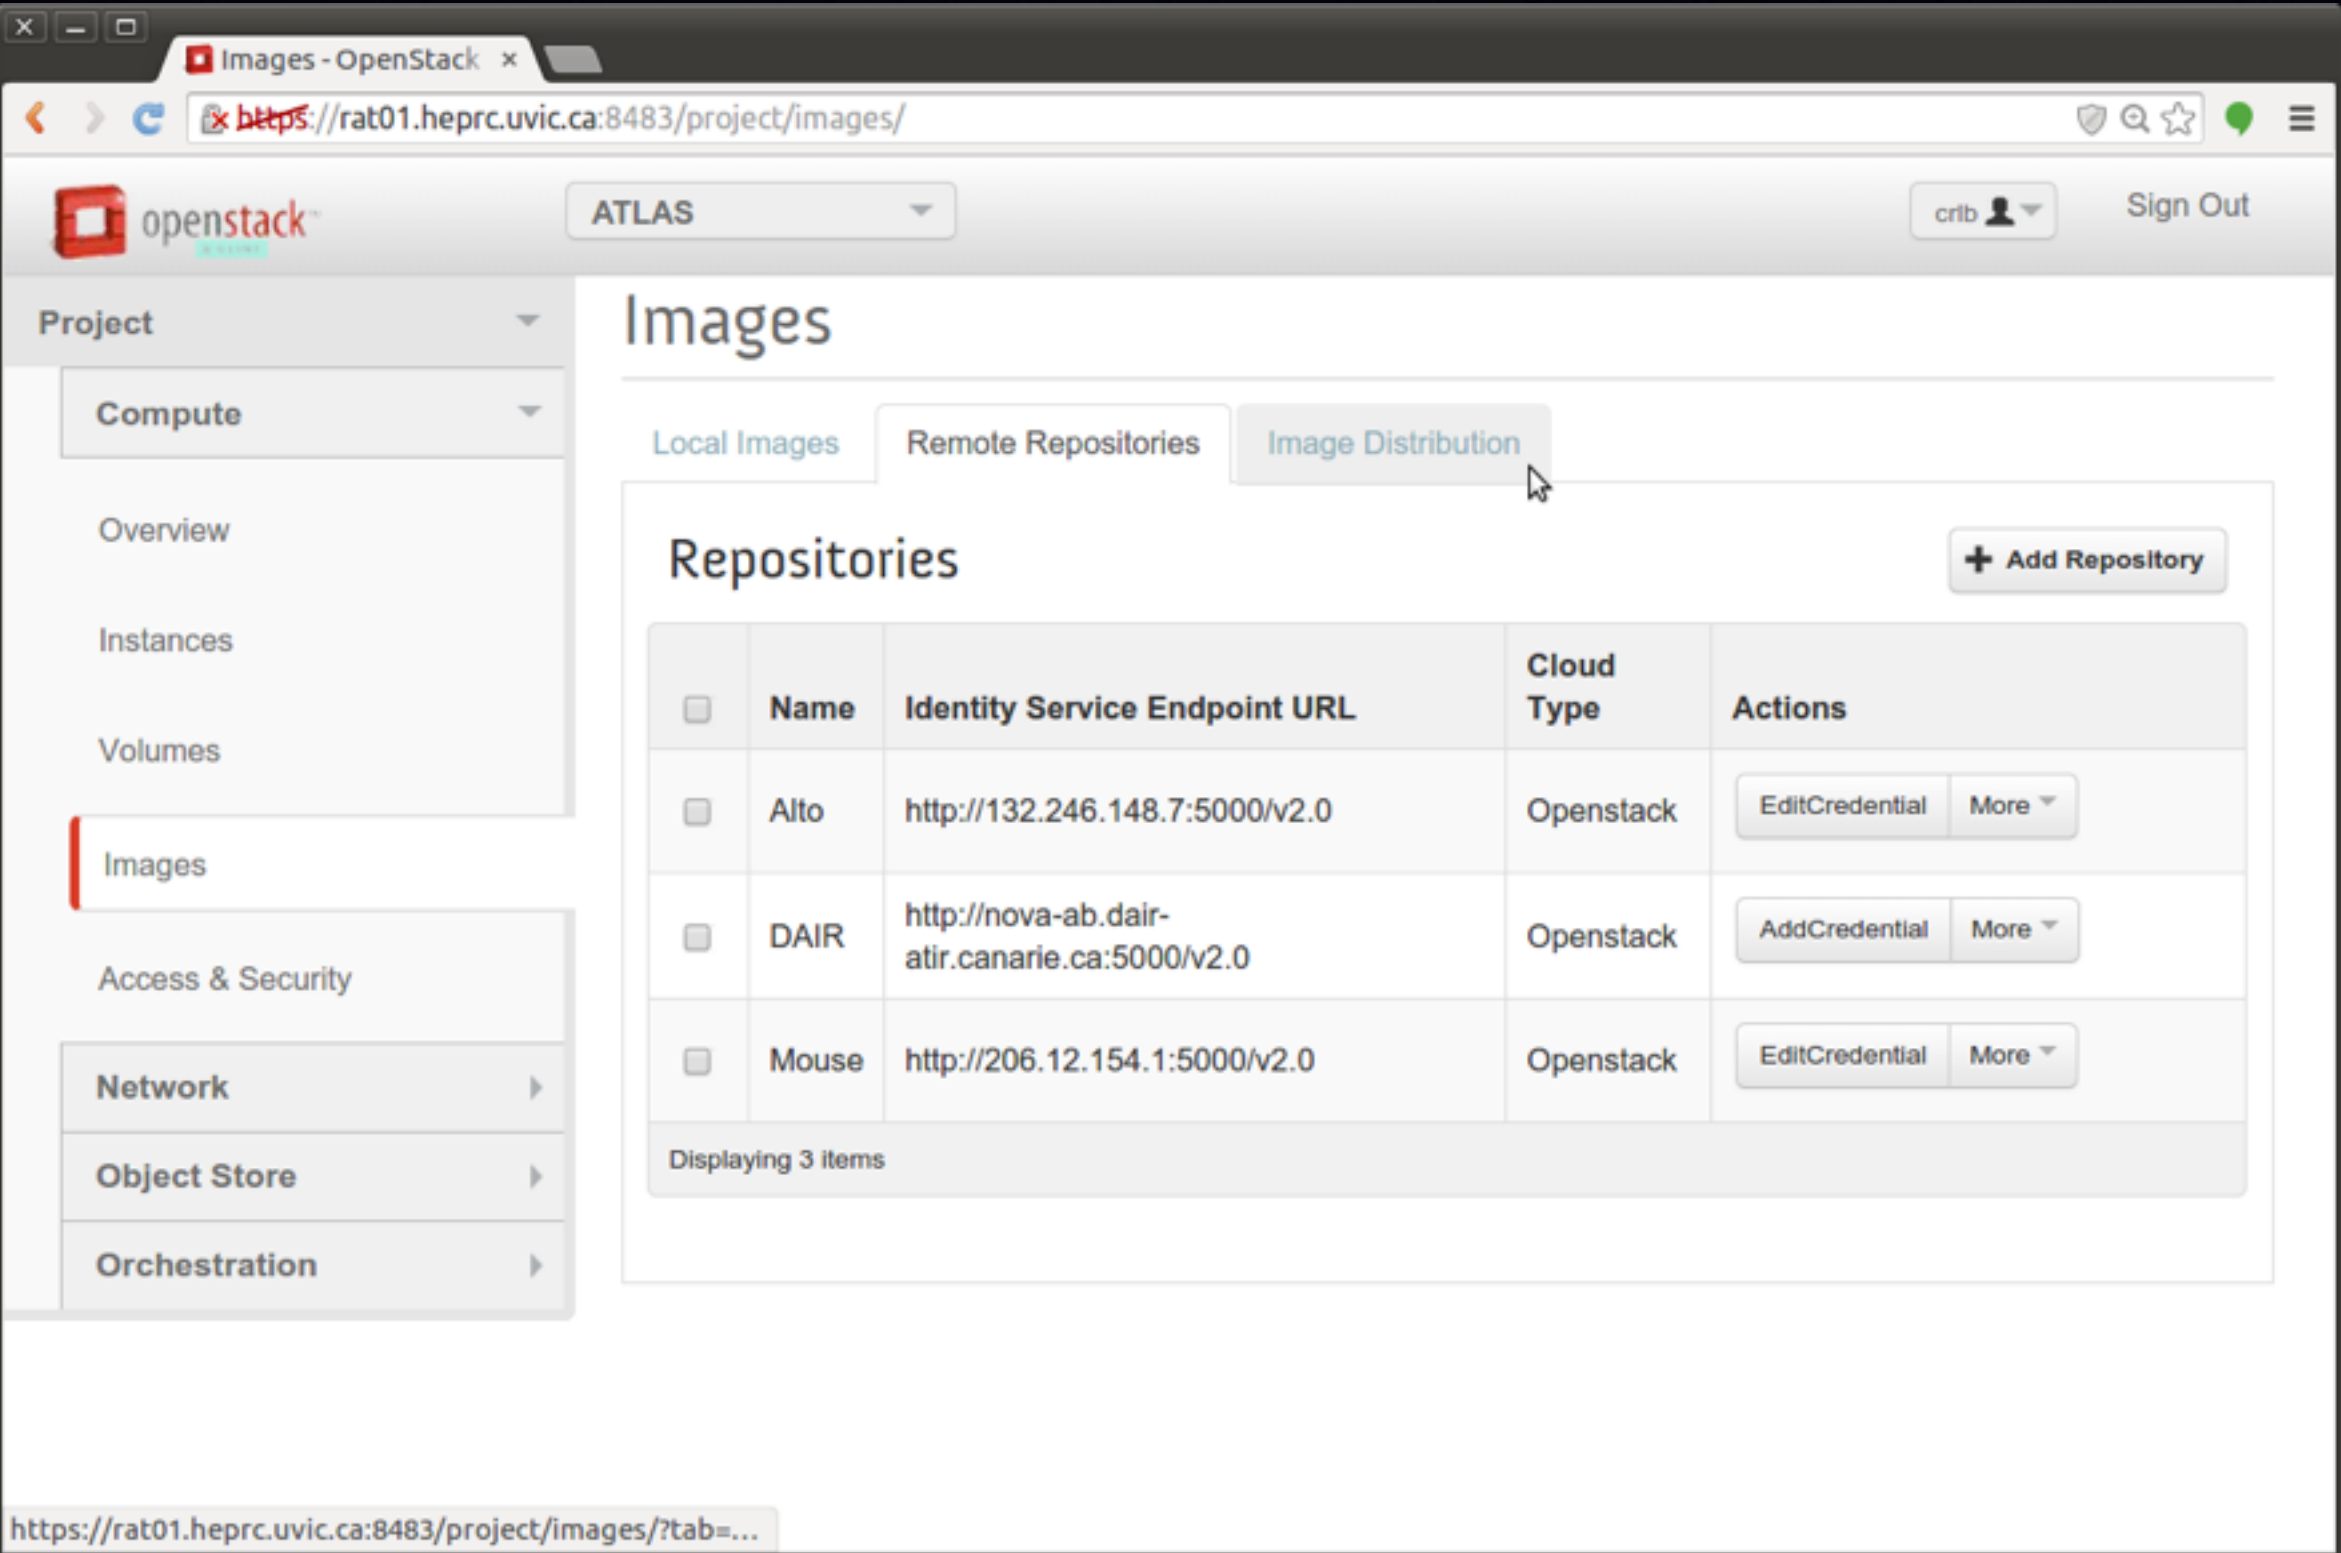 Images - OpenStack
https://rat01.heprc.uvic.ca:8483/project/images/
openstack
ATLAS
crlb
Sign Out
Project
Compute
Overview
Instances
Volumes
Images
Access & Security
Network
Object Store
Orchestration
Images
Local Images Remote Repositories Image Distribution
Repositories
Add Repository
Cloud
Name Identity Service Endpoint URL Type Actions
Alto http://132.246.148.7:5000/v2.0 Openstack EditCredential More
http://nova-ab.dair-
DAIR atir.canarie.ca:5000/v2.0 Openstack AddCredential More
Mouse http://206.12.154.1:5000/v2.0 Openstack EditCredential More
Displaying 3 items
https://rat01.heprc.uvic.ca:8483/project/images/?tab=...